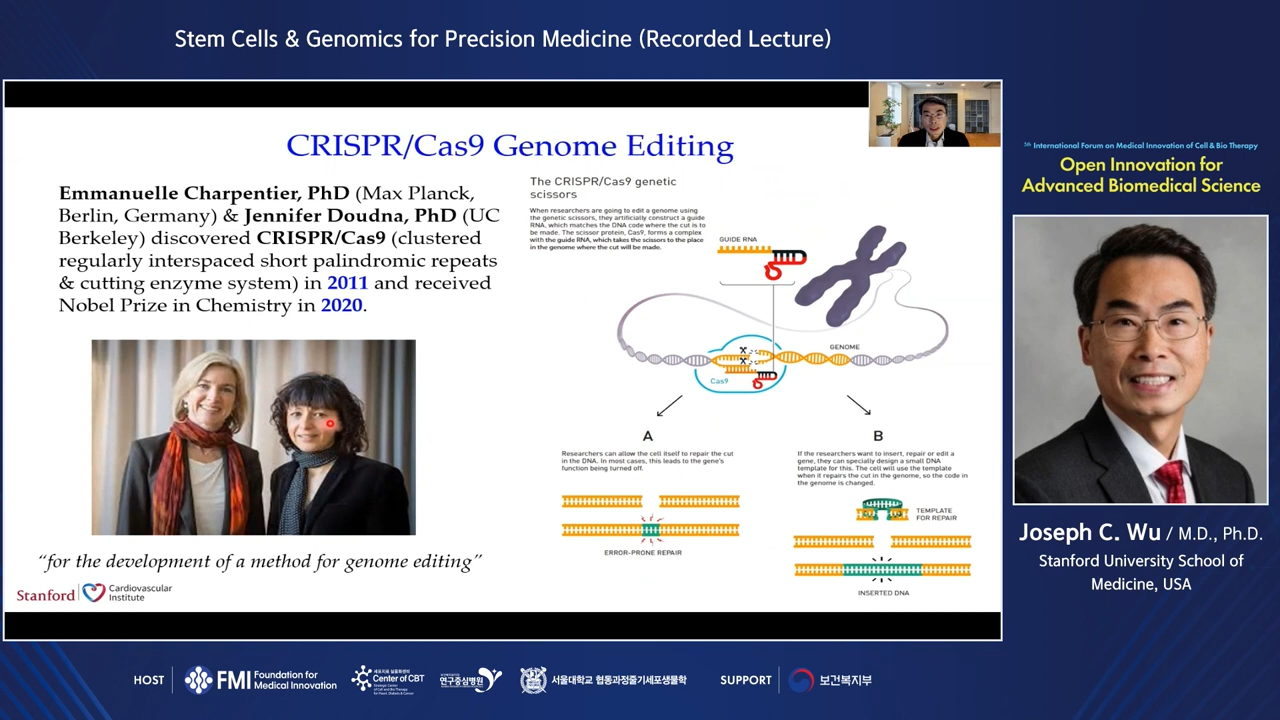 Stem Cells & Genomics for Precision Medicine (Recorded Lecture)
CRISPR/Cas9 Genome Editing
Emmanuelle Charpentier, PhD (Max Planck,
Berlin, Germany) & Jennifer Doudna, PhD (UC
Berkeley) discovered CRISPR/Cas9 (clustered
regularly interspaced short palindromic repeats
& cutting enzyme system) in 2011 and received
Nobel Prize in Chemistry in 2020.
“for the development of a method for genome editing”
Stanford
Cardiovascular
Institute
The CRISPR/Cas9 genetic
scissors
When researchers are going to edit a genome using
the genetic scissors, they artificially construct a guide
RNA, which matches the DNA code where the cut is to
be made. The scissor protein, Cas9, forms a complex
with the guide RNA, which takes the scissors to the place
in the genome where the cut will be made.
GUIDE RNA
GENOME
Cas9
A
Researchers can allow the cell itself to repair the cut
in the DNA. In most cases, this leads to the gene's
function being turned off.
ERROR-PRONE REPAIR
B
If the researchers want to insert, repair or edit a
gene, they can specially design a small DNA
template for this. The cell will use the template
when it repairs the cut in the genome, so the code in
the genome is changed.
TEMPLATE
FOR REPAIR
INSERTED DNA
5th International Forum on Medical Innovation of Cell & Bio Therapy
Open Innovation for
Advanced Biomedical Science
Joseph C. Wu / M.D., Ph.D.
Stanford University School of
Medicine, USA
HOST
FMI
Foundation for
Medical Innovation
Center of CBT
연구중심병원
서울대학교 협동과정줄기세포생물학
SUPPORT
보건복지부